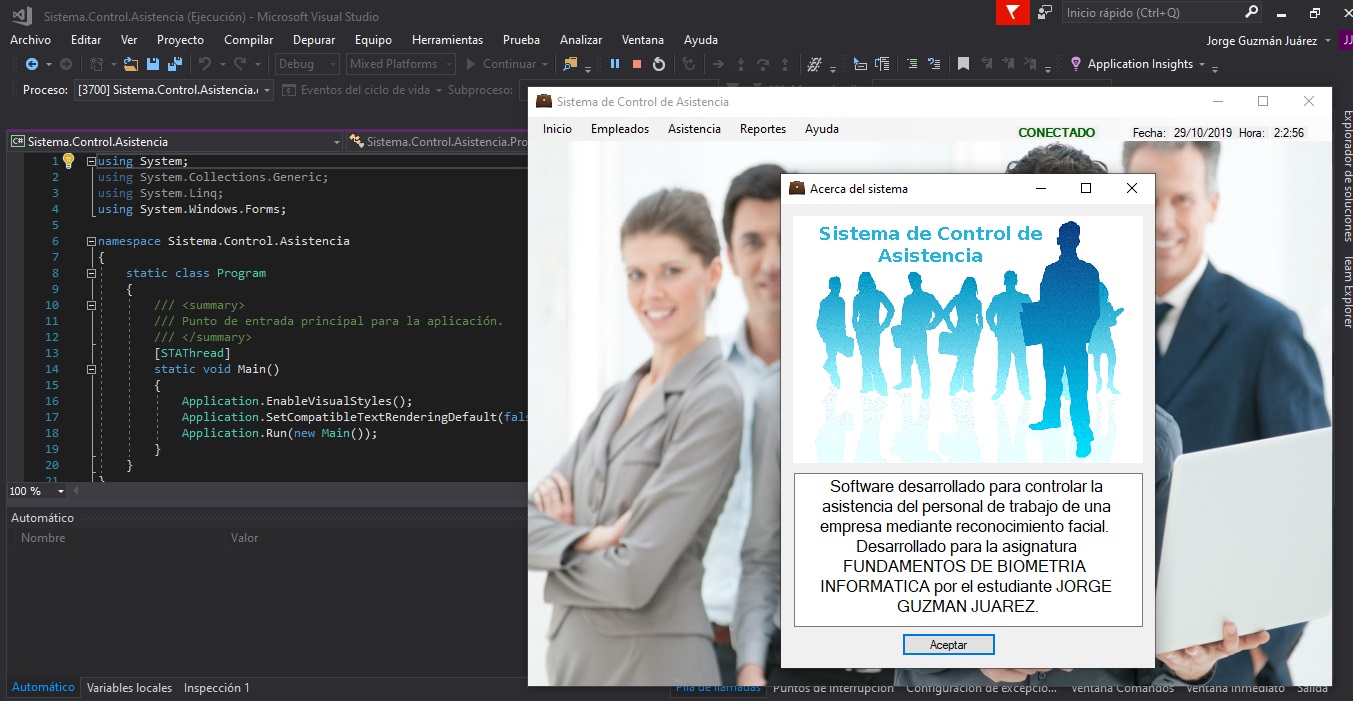 Sistema.Control.Asistencia (Ejecución) - Microsoft Visual Studio
Inicio rápido (Ctrl+Q)
Archivo Editar Ver Proyecto Compilar Depurar Equipo Herramientas Prueba Analizar Ventana Ayuda
Jorge Guzmán Juárez JJ
Debug Mixed Platforms Continuar Application Insights
Proceso: [3700] Sistema.Control.Asistencia. Eventos del ciclo de vida Subproceso:
Sistema.Control.Asistencia Sistema.Control.Asistencia.Pro
1 using System;
2 using System.Collections.Generic;
3 using System.Linq;
4 using System.Windows.Forms;
5
6 namespace Sistema.Control.Asistencia
7 {
8 static class Program
9 {
10 /// <summary>
11 /// Punto de entrada principal para la aplicación.
12 /// </summary>
13 [STAThread]
14 static void Main()
15 {
16 Application.EnableVisualStyles();
17 Application.SetCompatibleTextRenderingDefault(fals
18 Application.Run(new Main());
19 }
20 }
21 }
100 %
Automático
Nombre Valor
Automático Variables locales Inspección 1
Pila de llamadas Puntos de interrupción Configuración de excepcio... Ventana Comandos Ventana Inmediato Salida
Explorador de soluciones Team Explorer
Sistema de Control de Asistencia
Inicio Empleados Asistencia Reportes Ayuda
CONECTADO Fecha: 29/10/2019 Hora: 2:2:56
Acerca del sistema
Sistema de Control de
Asistencia
Software desarrollado para controlar la
asistencia del personal de trabajo de una
empresa mediante reconocimiento facial.
Desarrollado para la asignatura
FUNDAMENTOS DE BIOMETRIA
INFORMATICA por el estudiante JORGE
GUZMAN JUAREZ.
Aceptar